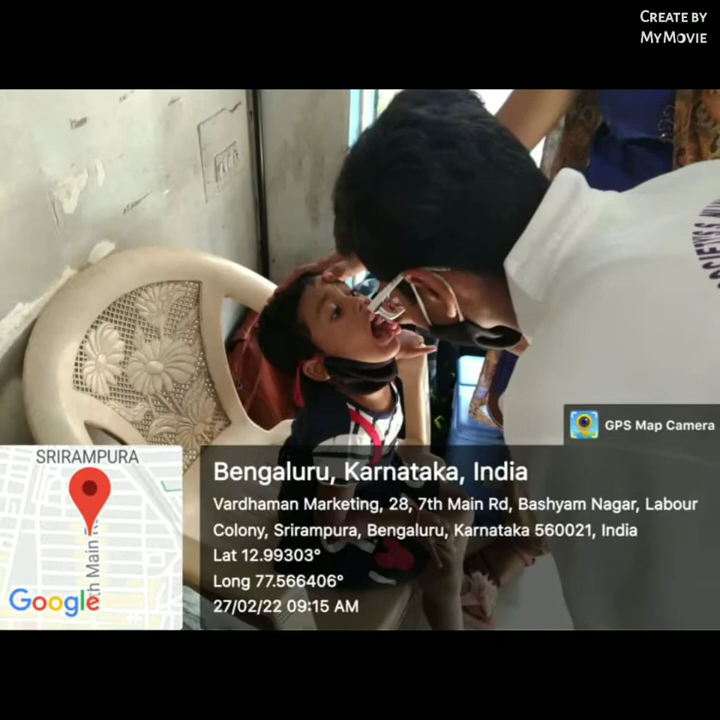 CREATE BY
MYMOVIE
GPS Map Camera
SRIRAMPURA
Bengaluru, Karnataka, India
Vardhaman Marketing, 28, 7th Main Rd, Bashyam Nagar, Labour
Colony, Srirampura, Bengaluru, Karnataka 560021, India
Lat 12.99303°
Long 77.566406°
27/02/22 09:15 AM
Main
Google